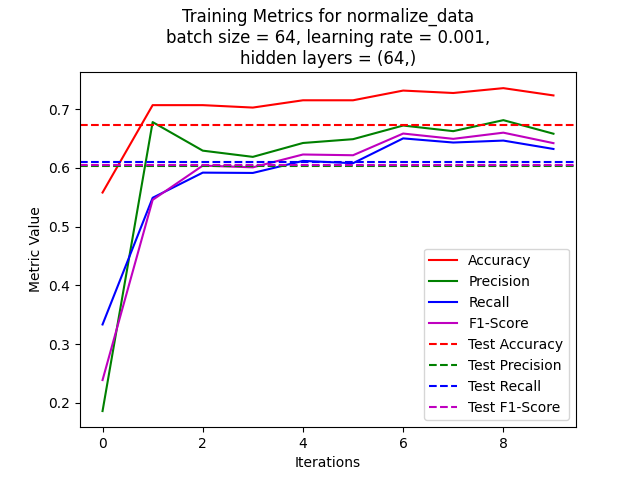 Training Metrics for normalize_data
batch size = 64, learning rate = 0.001,
hidden layers = (64,)
Metric Value
0.7
0.6
0.5
0.4
0.3
0.2
0
2
4
6
8
Iterations
Accuracy
Precision
Recall
F1-Score
Test Accuracy
Test Precision
Test Recall
Test F1-Score